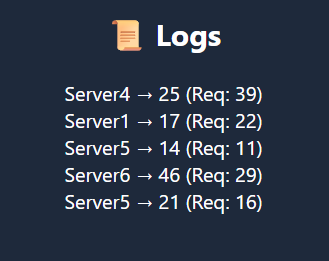 📜 Logs
Server4 → 25 (Req: 39)
Server1 → 17 (Req: 22)
Server5 → 14 (Req: 11)
Server6 → 46 (Req: 29)
Server5 → 21 (Req: 16)